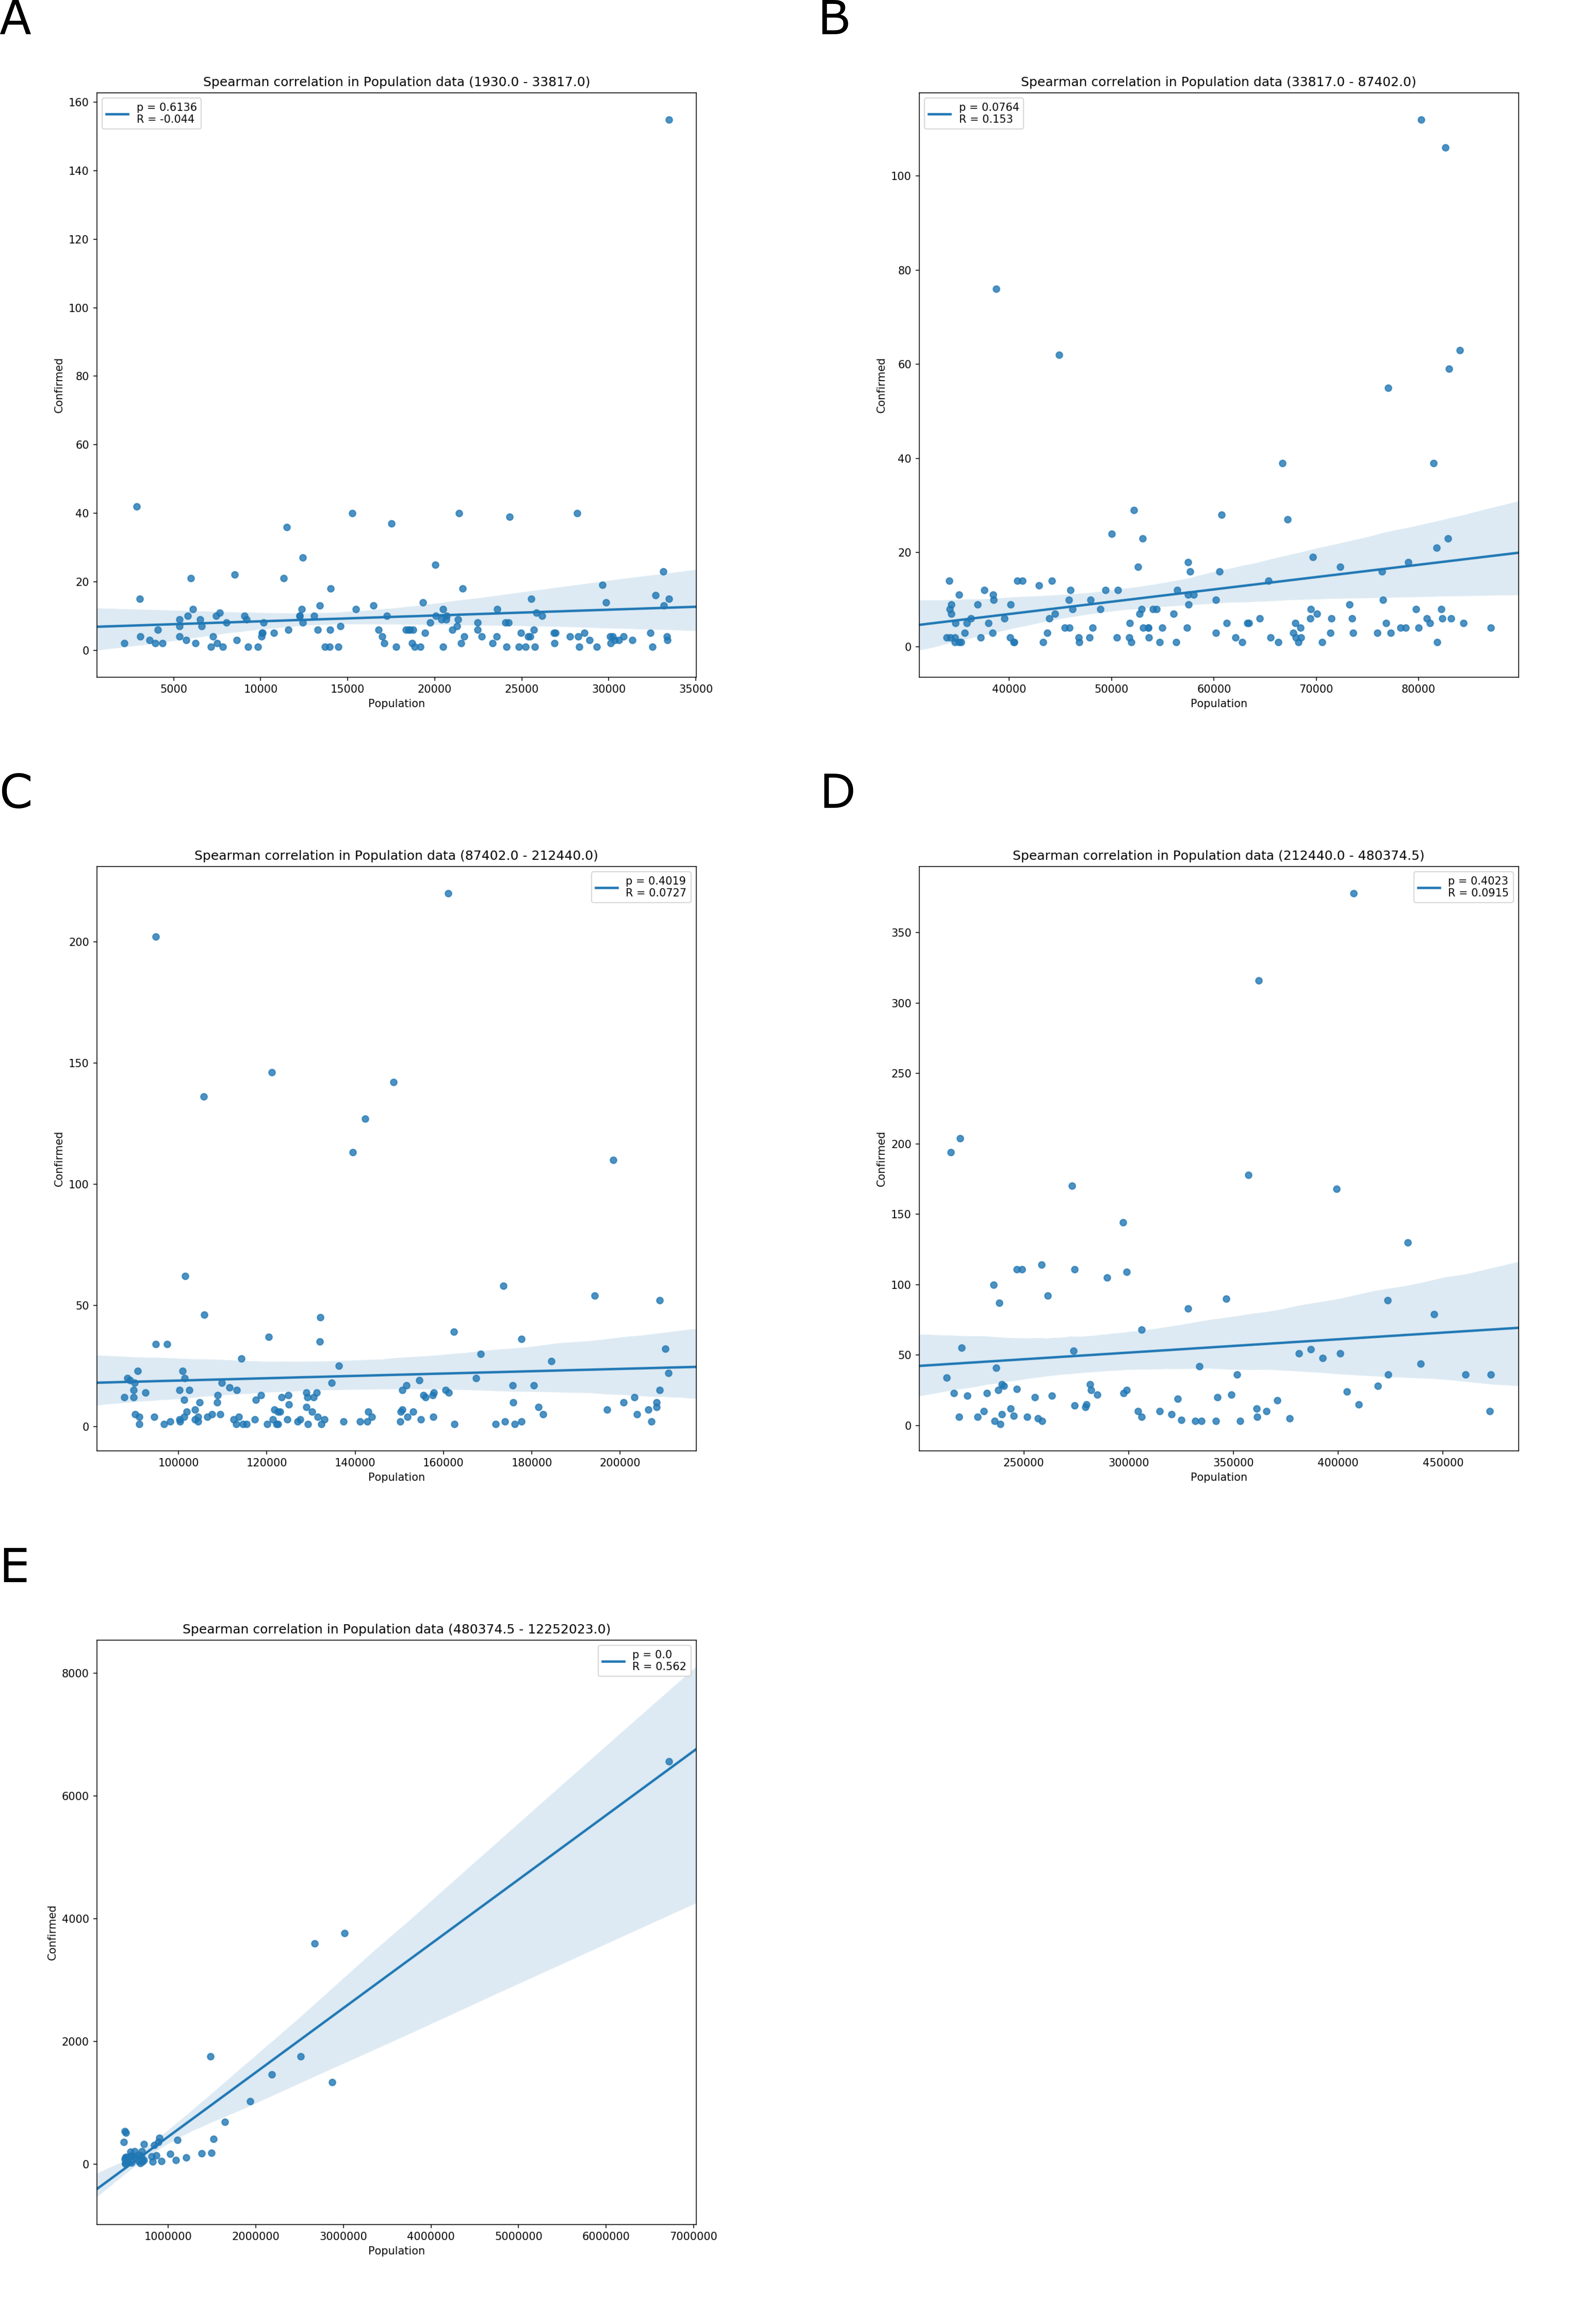 A
Spearman correlation in Population data (1930.0 - 33817.0)
p = 0.6136
R = -0.044
160
140
120
100
80
60
40
20
0
Confirmed
5000 10000 15000 20000 25000 30000 35000
Population
B
Spearman correlation in Population data (33817.0 - 87402.0)
p = 0.0764
R = 0.153
100
80
60
40
20
0
Confirmed
40000 50000 60000 70000 80000
Population
C
Spearman correlation in Population data (87402.0 - 212440.0)
p = 0.4019
R = 0.0727
200
150
100
50
0
Confirmed
100000 120000 140000 160000 180000 200000
Population
D
Spearman correlation in Population data (212440.0 - 480374.5)
p = 0.4023
R = 0.0915
350
300
250
200
150
100
50
0
Confirmed
250000 300000 350000 400000 450000
Population
E
Spearman correlation in Population data (480374.5 - 12252023.0)
p = 0.0
R = 0.562
8000
6000
4000
2000
0
Confirmed
1000000 2000000 3000000 4000000 5000000 6000000 7000000
Population